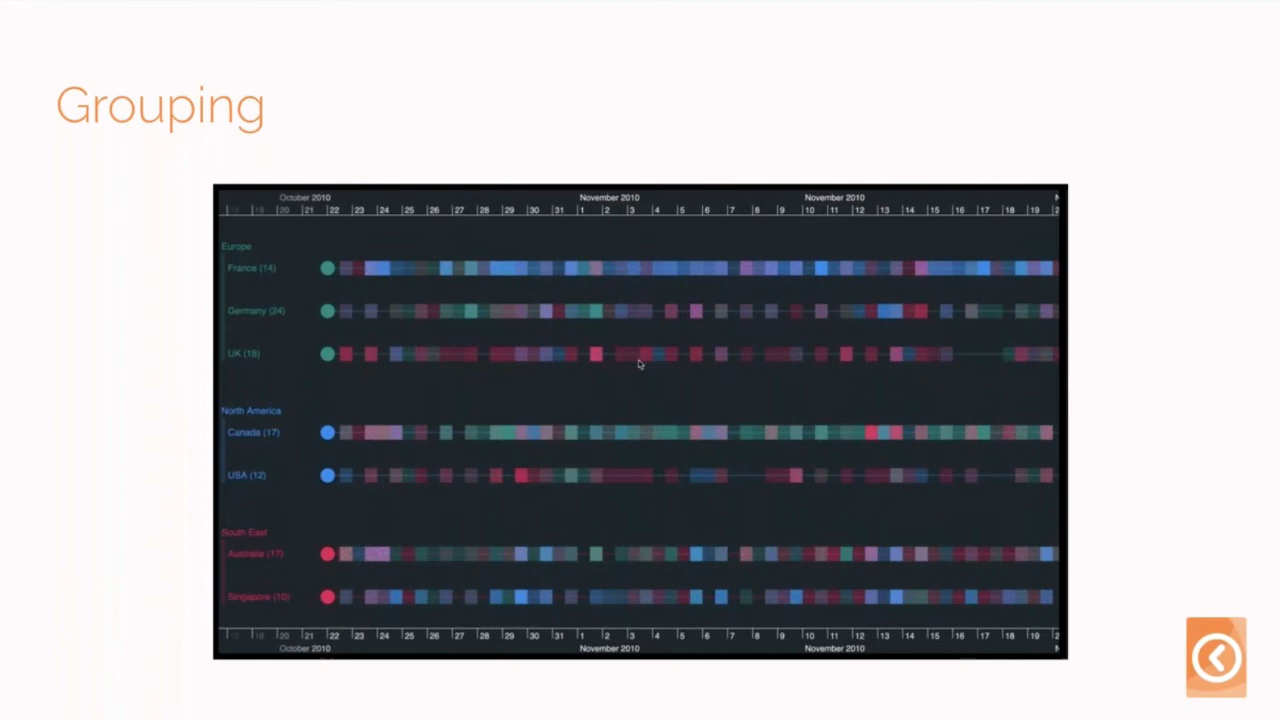 Grouping
October 2010 November 2010 November 2010
19 20 21 22 23 24 25 26 27 28 29 30 31 1 2 3 4 5 6 7 8 9 10 11 12 13 14 15 16 17 18 19
Europe
France (14)
Germany (24)
UK (18)
North America
Canada (17)
USA (12)
South East
Australia (17)
Singapore (10)
19 20 21 22 23 24 25 26 27 28 29 30 31 1 2 3 4 5 6 7 8 9 10 11 12 13 14 15 16 17 18 19
October 2010 November 2010 November 2010